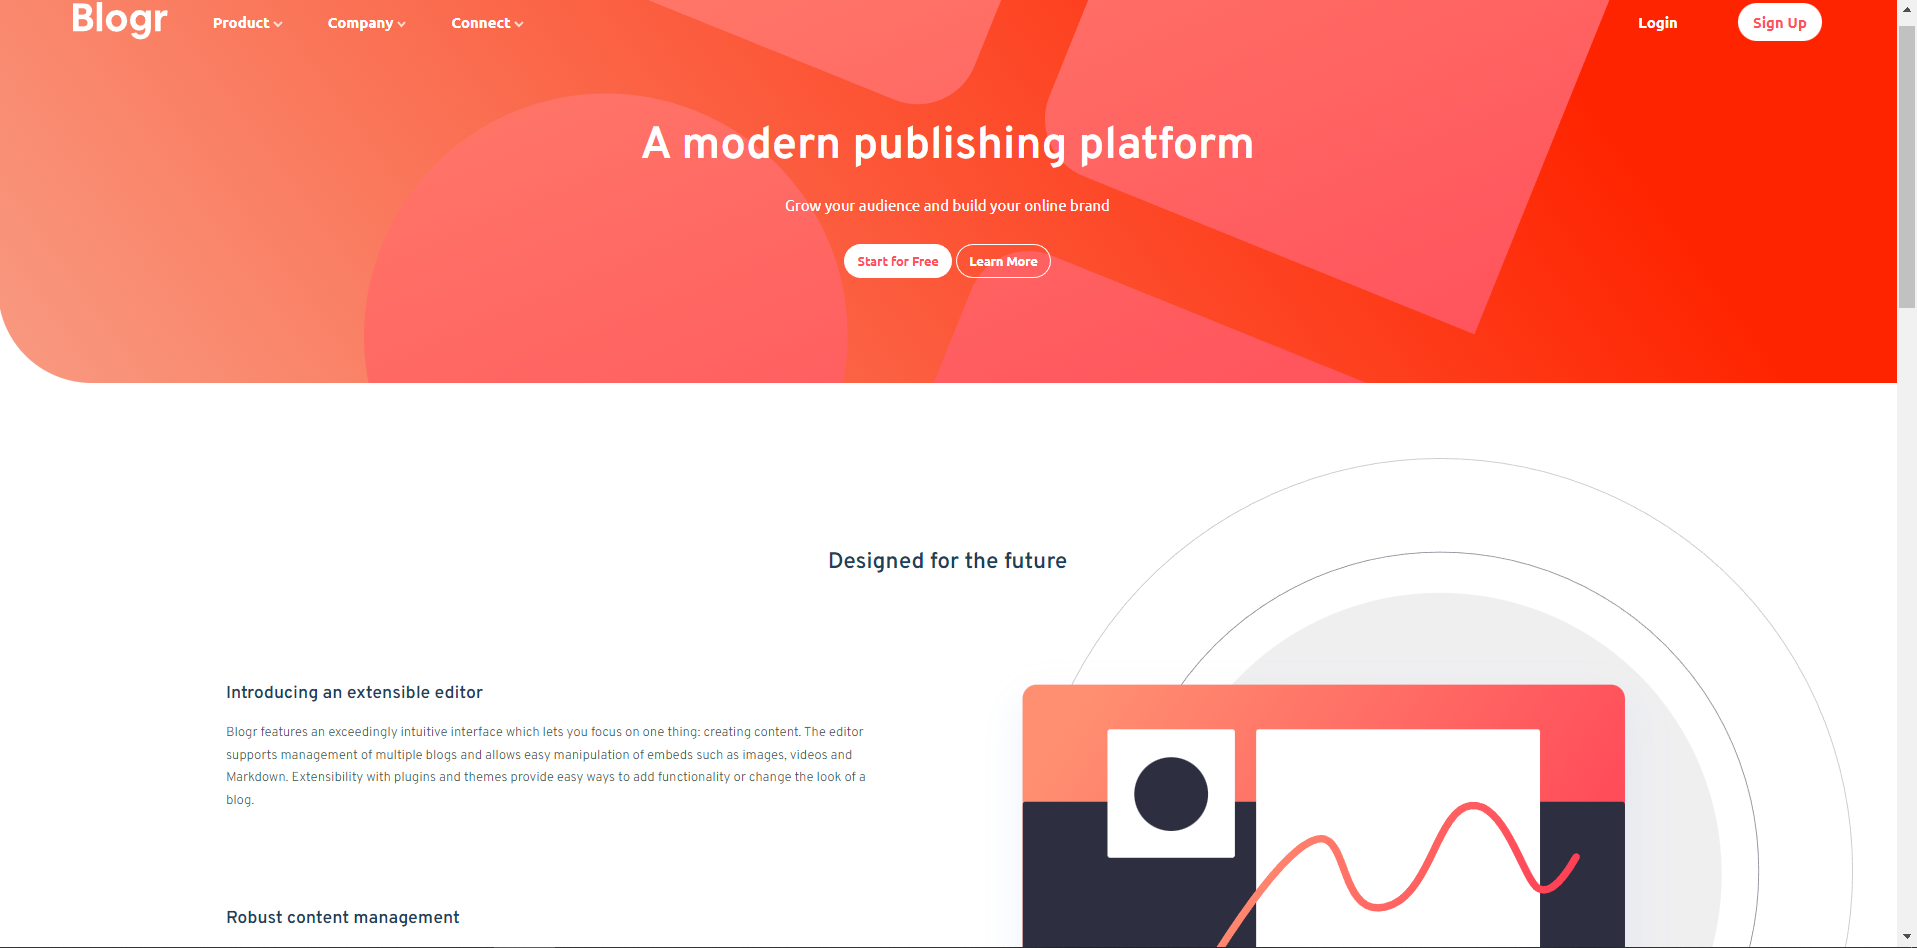 Blogr
Product
Company
Connect
Login
Sign Up
A modern publishing platform
Grow your audience and build your online brand
Start for Free
Learn More
Designed for the future
Introducing an extensible editor
Blogr features an exceedingly intuitive interface which lets you focus on one thing: creating content. The editor
supports management of multiple blogs and allows easy manipulation of embeds such as images, videos and
Markdown. Extensibility with plugins and themes provide easy ways to add functionality or change the look of a
blog.
Robust content management